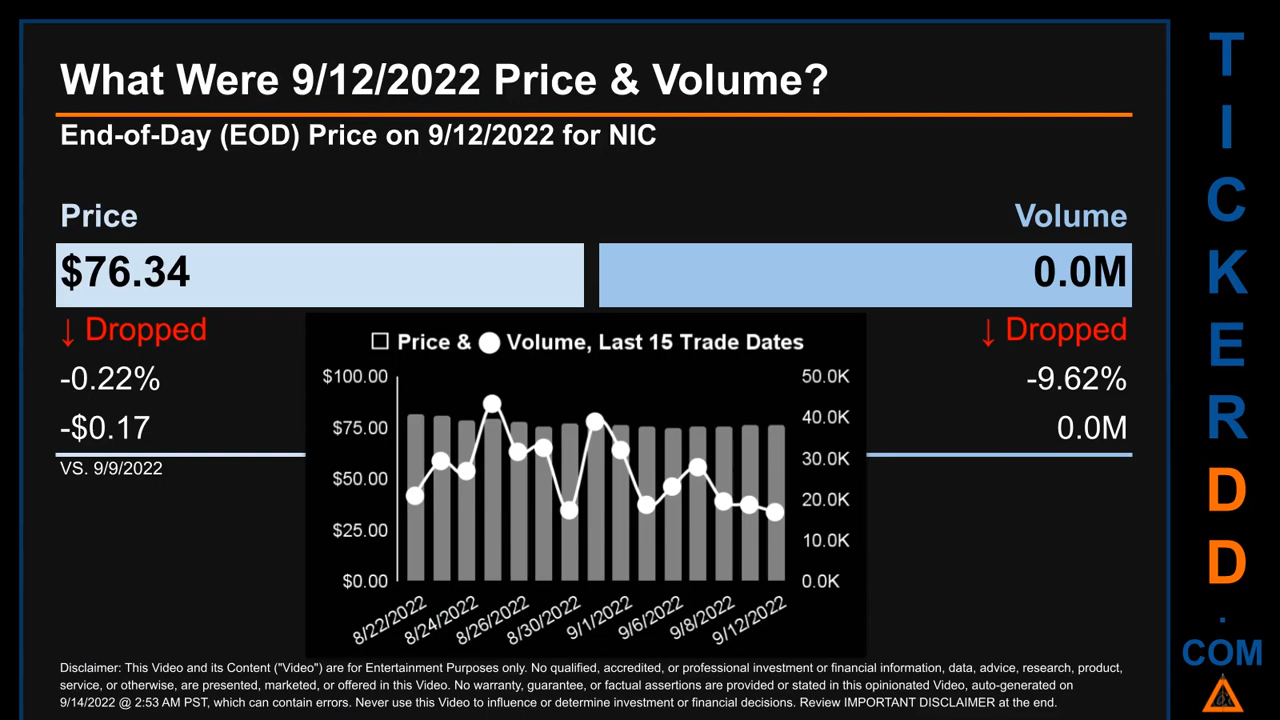 What Were 9/12/2022 Price & Volume?
End-of-Day (EOD) Price on 9/12/2022 for NIC
Price
Volume
$76.34
0.0M
↓ Dropped
↓ Dropped
-0.22%
-9.62%
-$0.17
0.0M
VS. 9/9/2022
Price & Volume, Last 15 Trade Dates
$100.00
$75.00
$50.00
$25.00
$0.00
50.0K
40.0K
30.0K
20.0K
10.0K
0.0K
8/22/2022
8/24/2022
8/26/2022
8/30/2022
9/1/2022
9/6/2022
9/8/2022
9/12/2022
Disclaimer: This Video and its Content ("Video") are for Entertainment Purposes only. No qualified, accredited, or professional investment or financial information, data, advice, research, product,
service, or otherwise, are presented, marketed, or offered in this Video. No warranty, guarantee, or factual assertions are provided or stated in this opinionated Video, auto-generated on
9/14/2022 @ 2:53 AM PST, which can contain errors. Never use this Video to influence or determine investment or financial decisions. Review IMPORTANT DISCLAIMER at the end.
T
I
C
K
E
R
D
D
.
COM